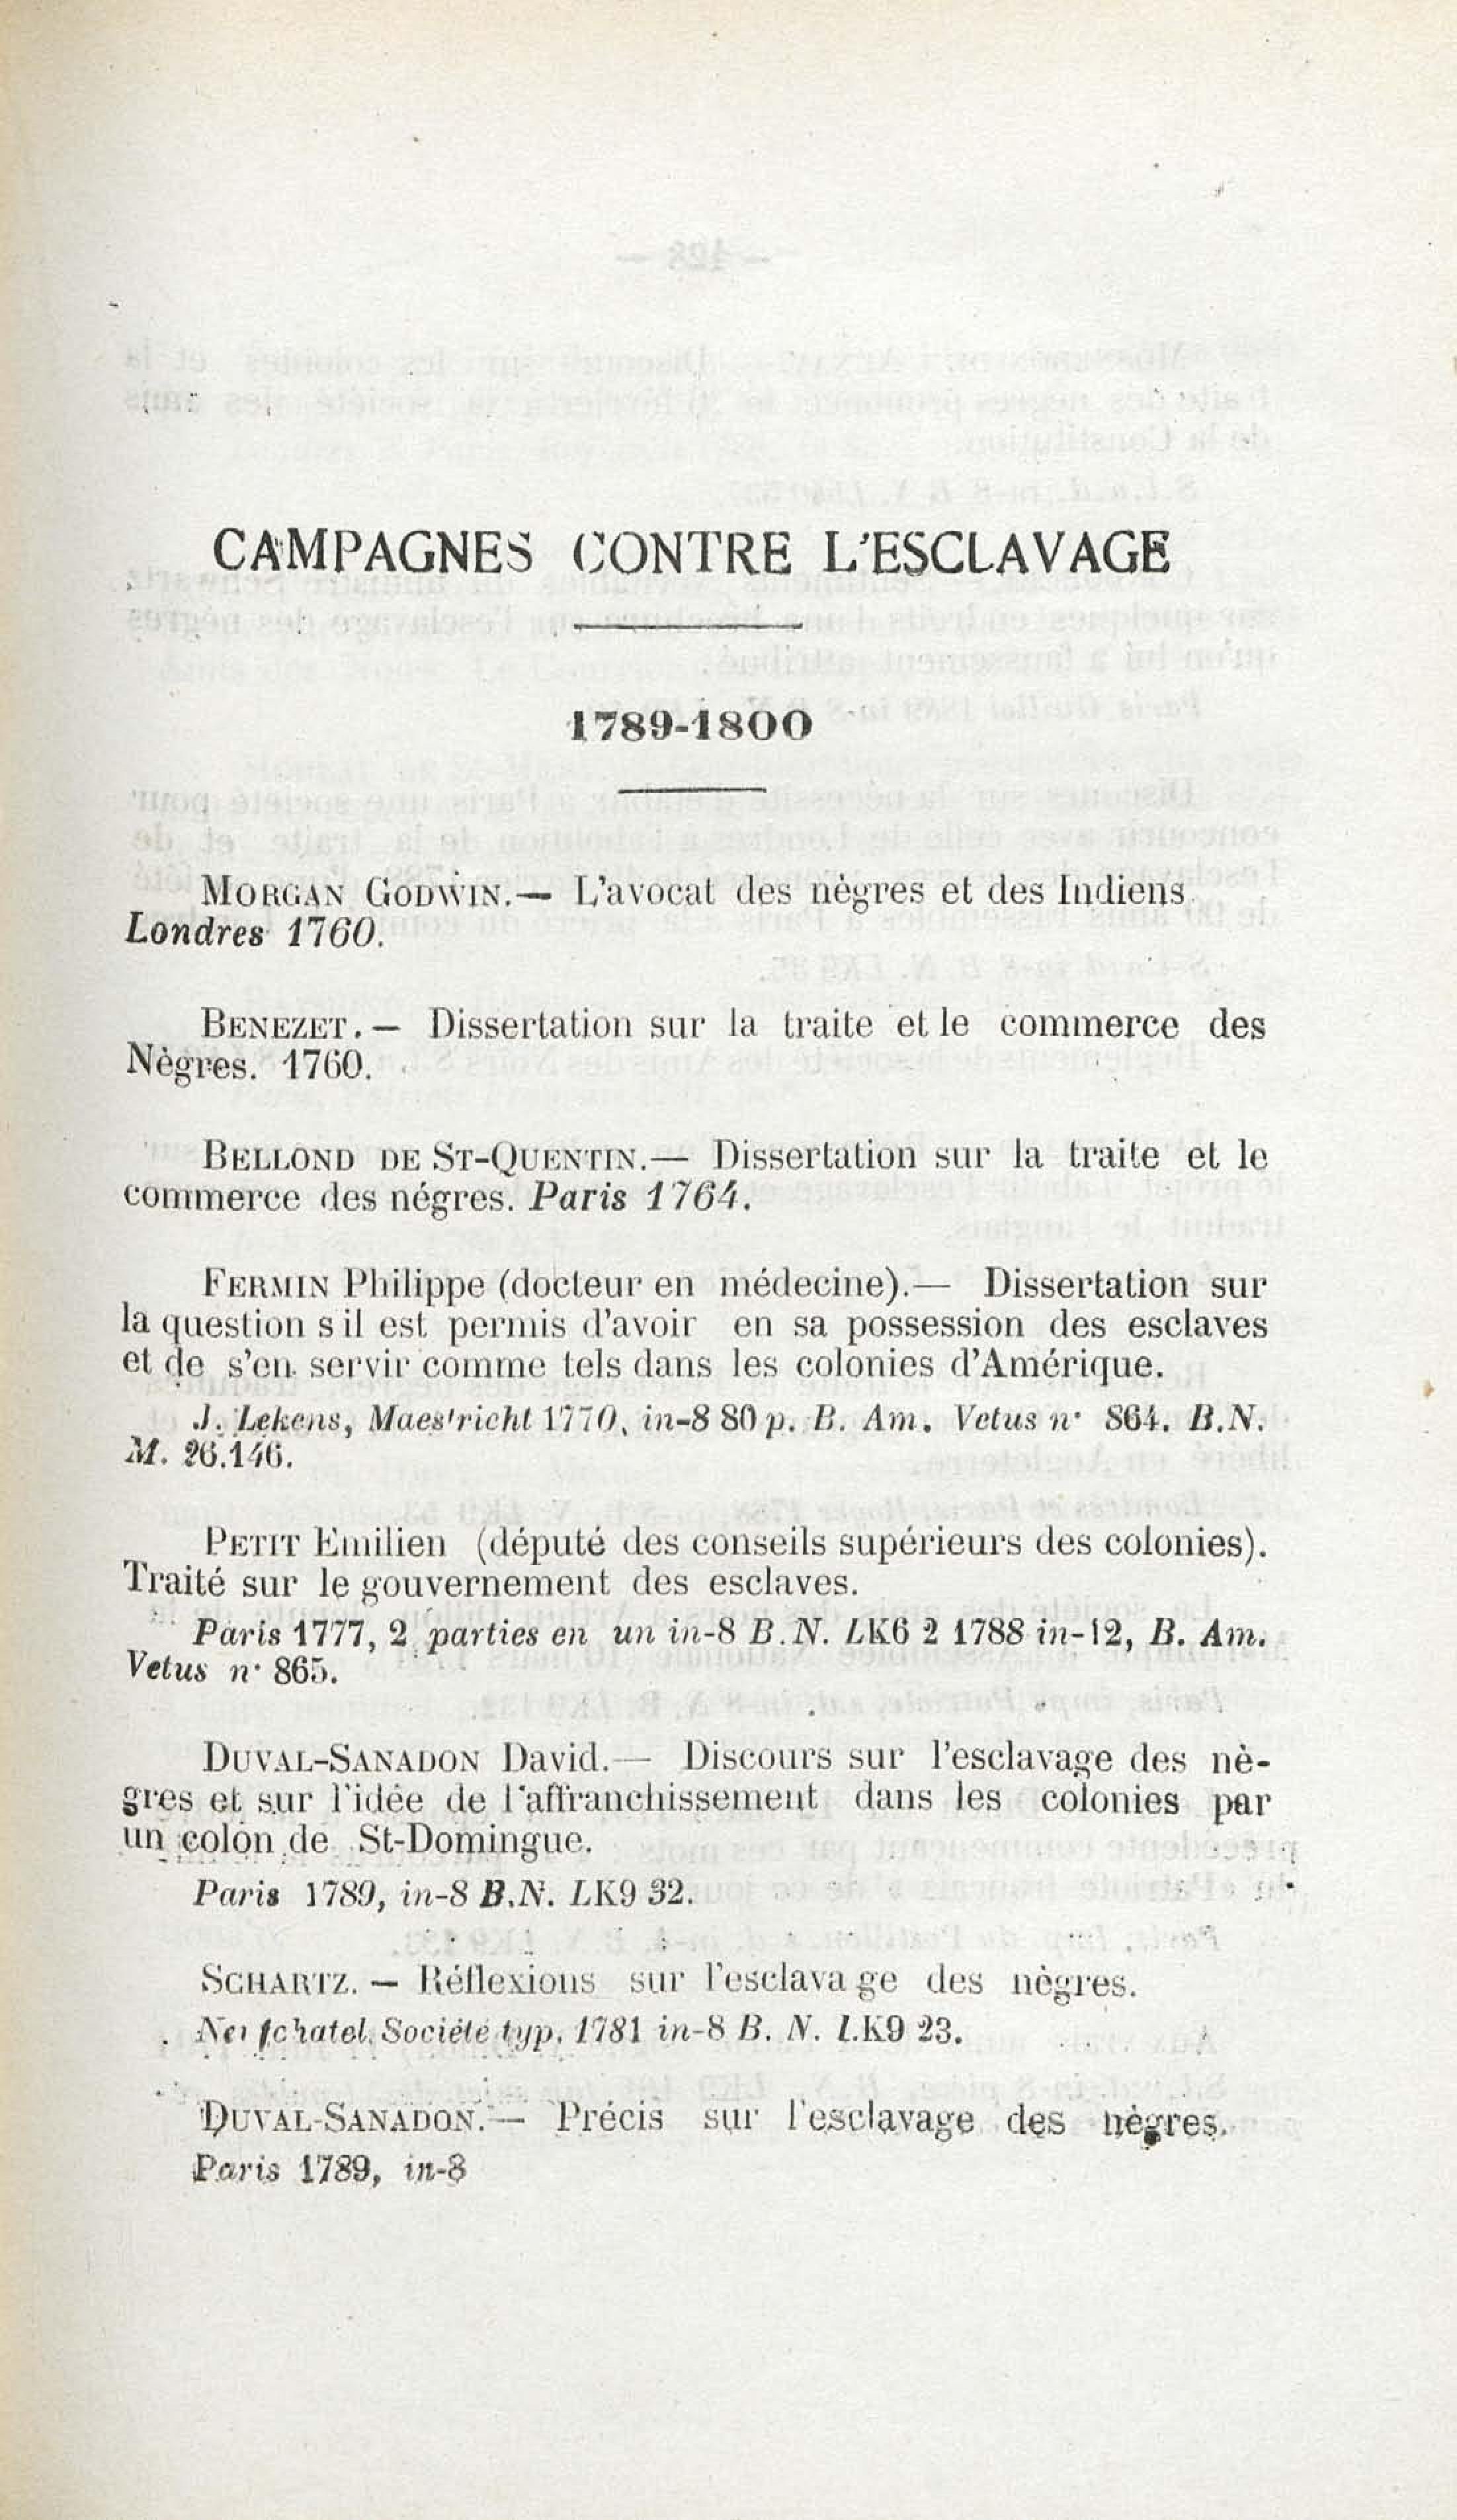 CAMPAGNES CONTRE L'ESCLAVAGE
1789-1800
MORGAN GODWIN.— L'avocat des nègres et des Indiens.
Londres 1760.
BENEZET.— Dissertation sur la traite et le commerce des
Nègres. 1760.
BELLOND DE ST-QUENTIN.— Dissertation sur la traite et le
commerce des négres. Paris 1764.
FERMIN Philippe (docteur en médecine).— Dissertation sur
la question s il est permis d'avoir en sa possession des esclaves
et de s'en servir comme tels dans les colonies d'Amérique.
J. Lekens, Maestricht 1770, in-8 80 p. B. Am. Vetus n· 864. B.N.
M. 26.146.
PETIT Emilien (député des conseils supérieurs des colonies).
Traité sur le gouvernement des esclaves.
Paris 1777, 2 parties en un in-8 B.N. LK6 2 1788 in-12, B. Am.
Vetus n· 865.
DUVAL-SANADON David.— Discours sur l'esclavage des nè-
gres et sur l'idée de l'affranchissement dans les colonies par
un colon de St-Domingue.
Paris 1789, in-8 B.N. LK9 32.
SCHARTZ. — Réflexions sur l'esclavage des nègres.
Neufchatel, Société typ. 1781 in-8 B. N. LK9 23.
DUVAL-SANADON.— Précis sur l'esclavage des nègres.
Paris 1789, in-8